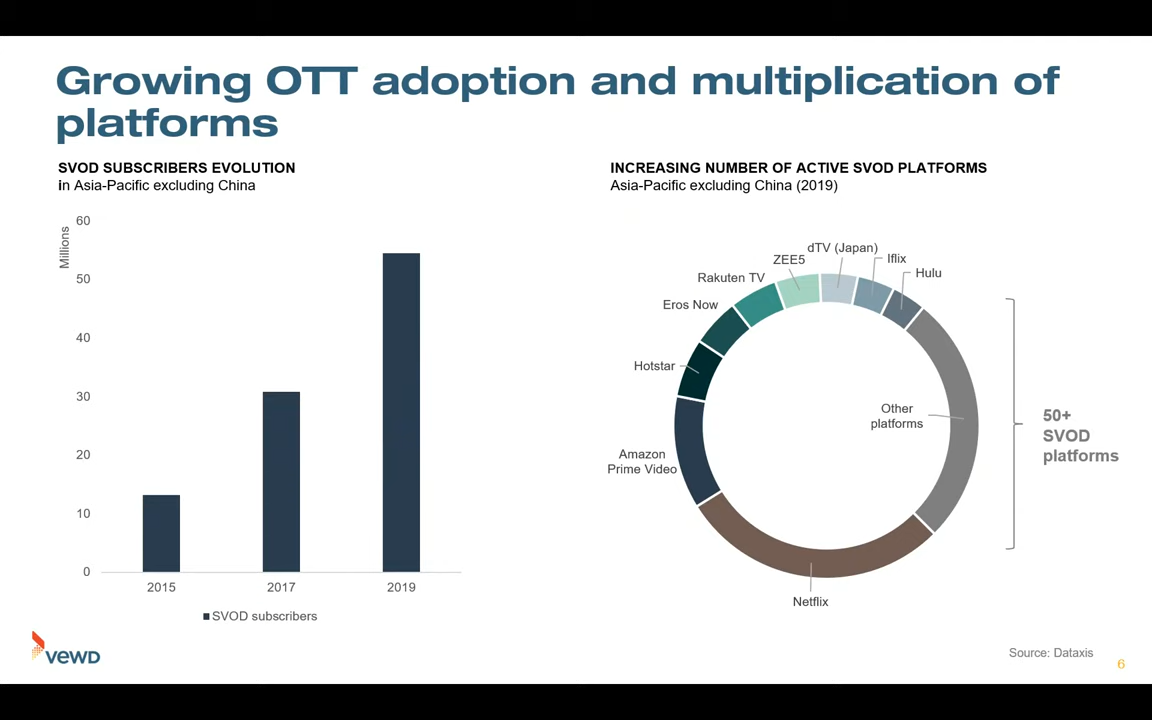 Growing OTT adoption and multiplication of
platforms
SVOD SUBSCRIBERS EVOLUTION
in Asia-Pacific excluding China
Millions
60
50
40
30
20
10
0
2015
2017
2019
SVOD subscribers
INCREASING NUMBER OF ACTIVE SVOD PLATFORMS
Asia-Pacific excluding China (2019)
dTV (Japan)
ZEE5
Iflix
Rakuten TV
Hulu
Eros Now
Hotstar
Other
platforms
Amazon
Prime Video
Netflix
50+
SVOD
platforms
vewd
Source: Dataxis
6